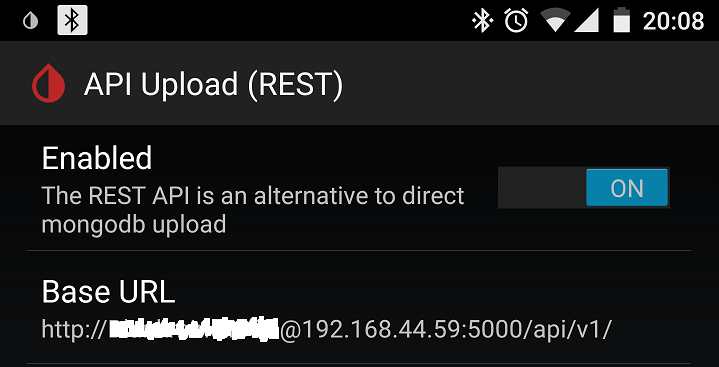 20:08
API Upload (REST)
Enabled
The REST API is an alternative to direct
mongodb upload
ON
Base URL
http://@192.168.44.59:5000/api/v1/